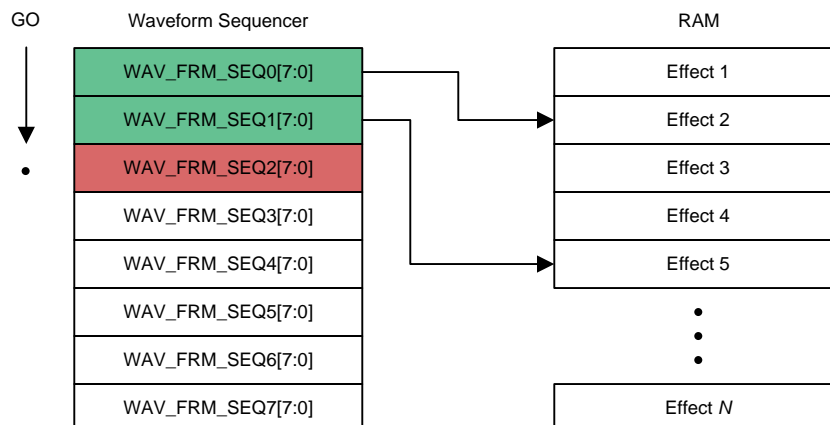 GO Waveform Sequencer RAM
WAV_FRM_SEQ0[7:0] Effect 1
WAV_FRM_SEQ1[7:0] Effect 2
WAV_FRM_SEQ2[7:0] Effect 3
WAV_FRM_SEQ3[7:0] Effect 4
WAV_FRM_SEQ4[7:0] Effect 5
WAV_FRM_SEQ5[7:0]
WAV_FRM_SEQ6[7:0]
WAV_FRM_SEQ7[7:0] Effect N